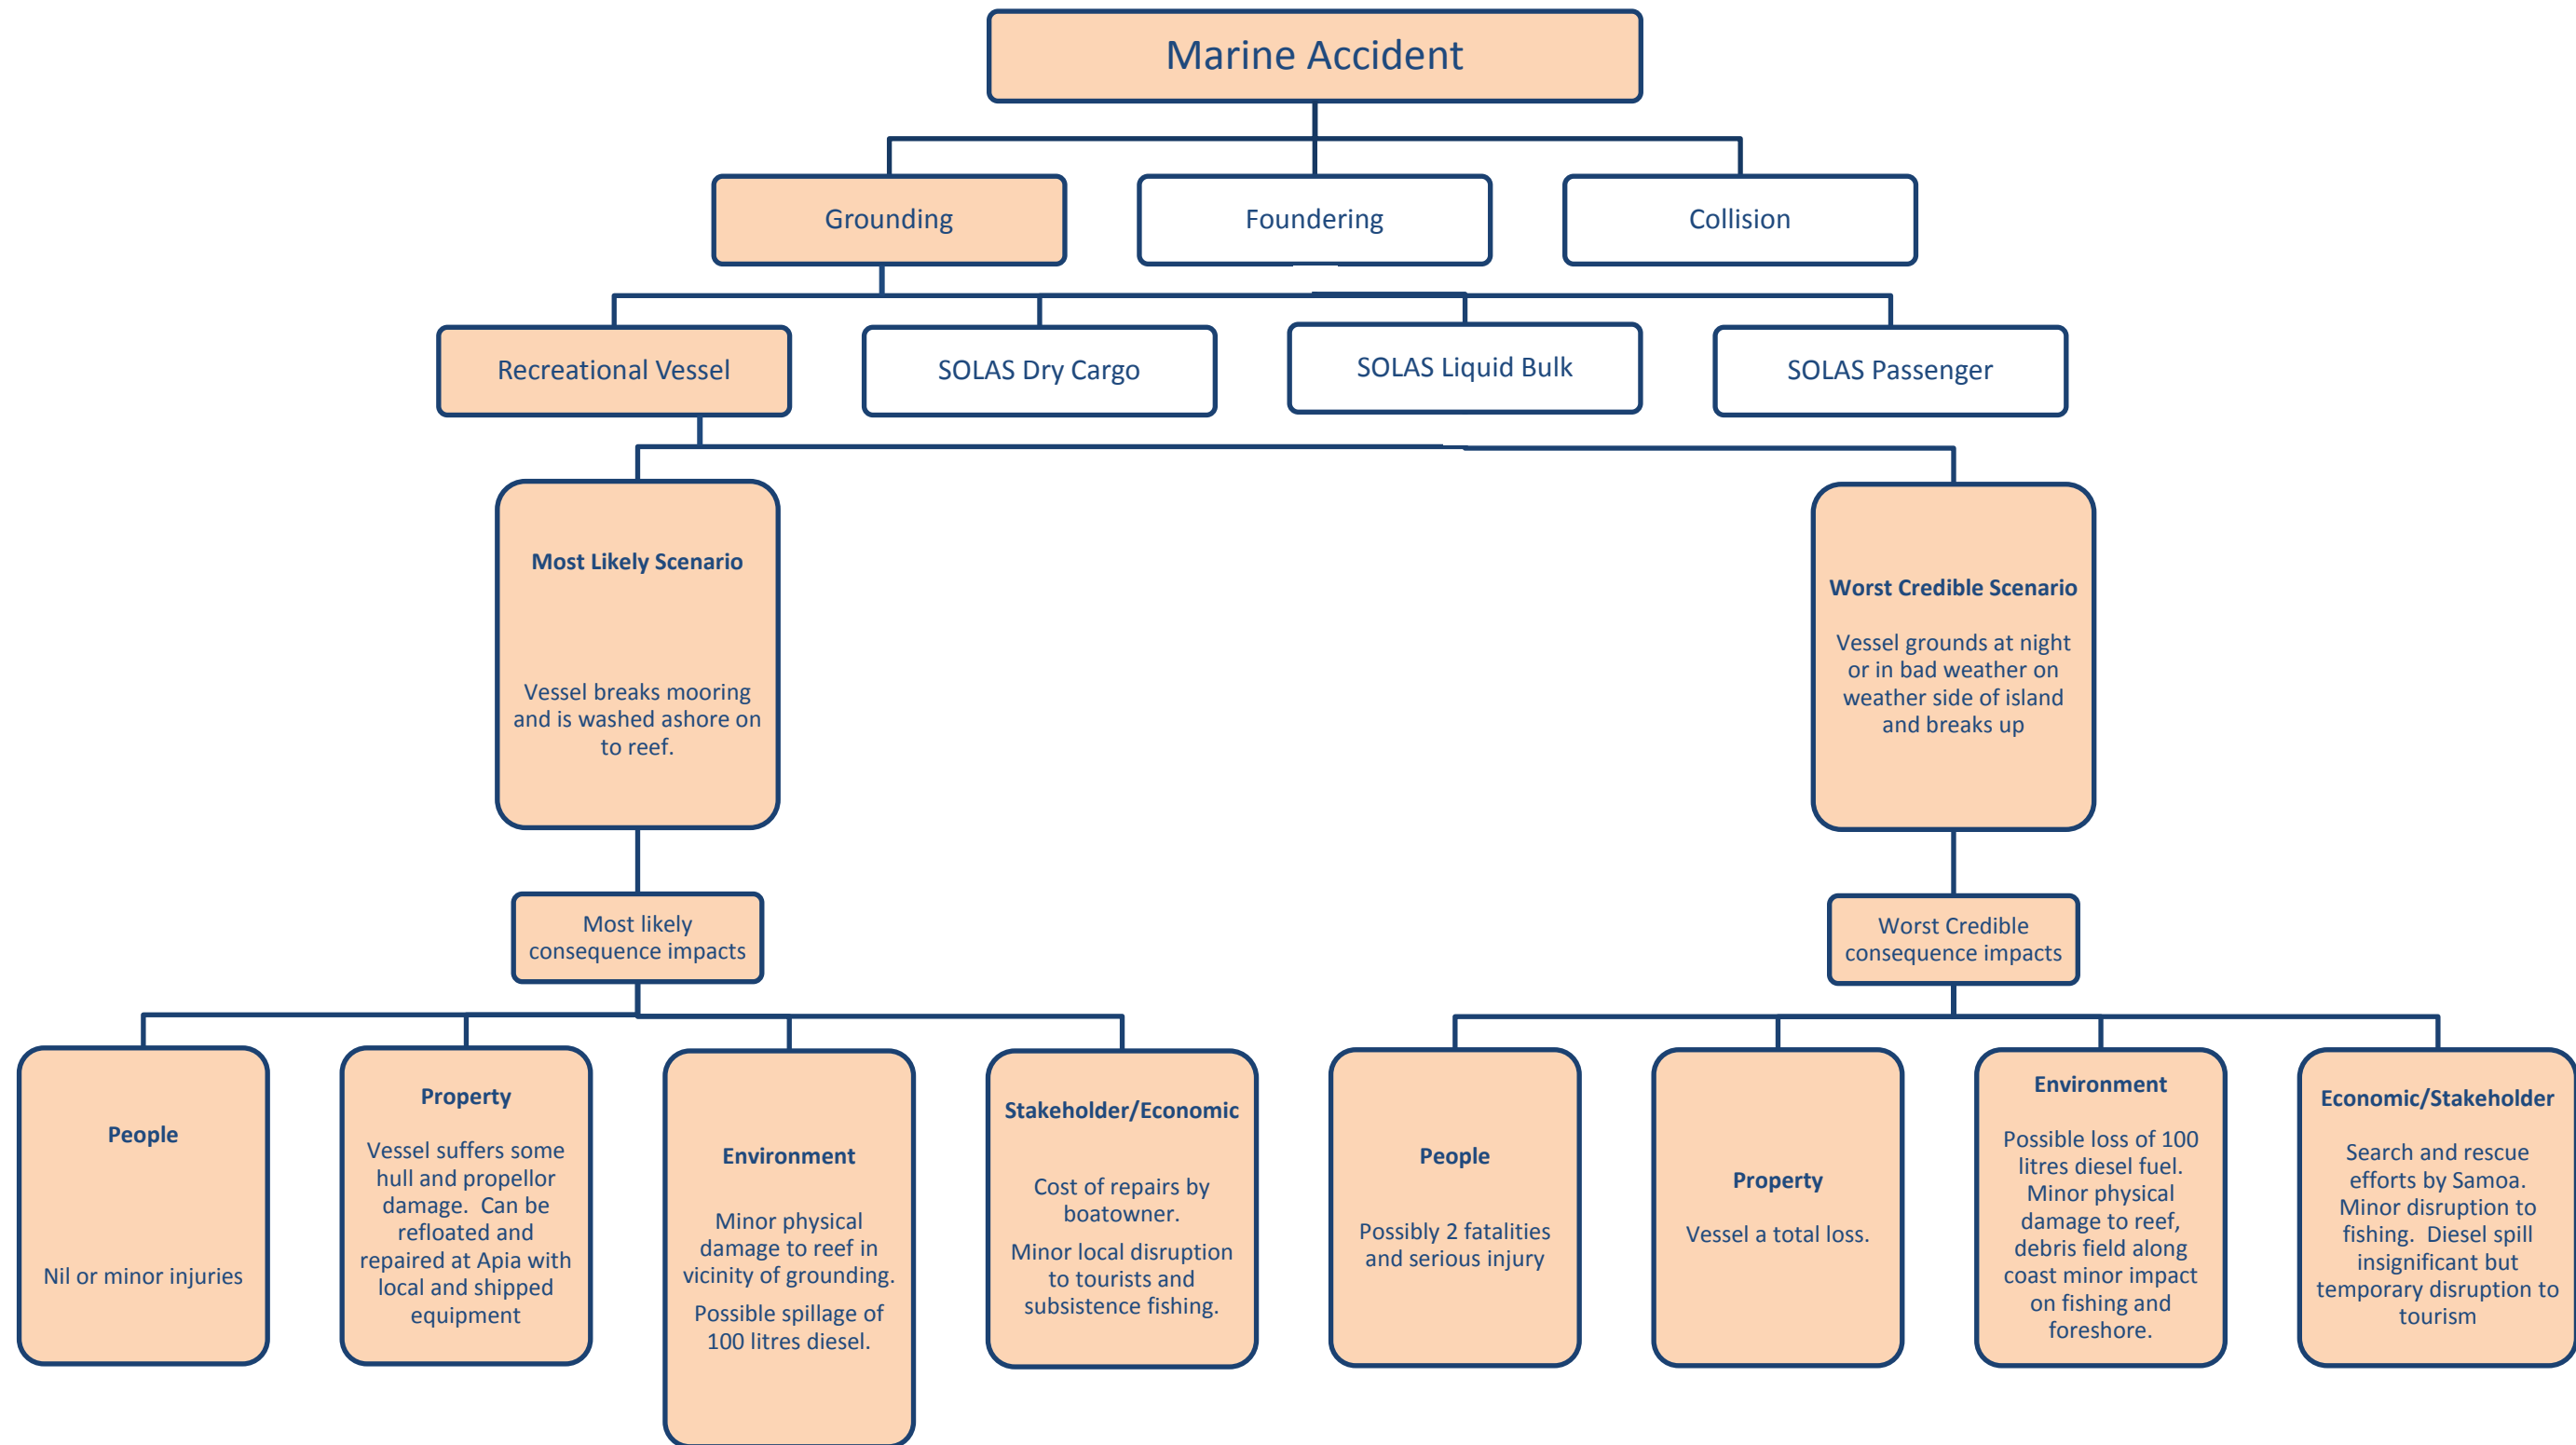 Marine Accident
Grounding
Foundering
Collision
Recreational Vessel
SOLAS Dry Cargo
SOLAS Liquid Bulk
SOLAS Passenger
Most Likely Scenario
Vessel breaks mooring
and is washed ashore on
to reef.
Worst Credible Scenario
Vessel grounds at night
or in bad weather on
weather side of island
and breaks up
Most likely
consequence impacts
Worst Credible
consequence impacts
People
Nil or minor injuries
Property
Vessel suffers some
hull and propellor
damage.  Can be
refloated and
repaired at Apia with
local and shipped
equipment
Environment
Minor physical
damage to reef in
vicinity of grounding.
Possible spillage of
100 litres diesel.
Stakeholder/Economic
Cost of repairs by
boatowner.
Minor local disruption
to tourists and
subsistence fishing.
People
Possibly 2 fatalities
and serious injury
Property
Vessel a total loss.
Environment
Possible loss of 100
litres diesel fuel.
Minor physical
damage to reef,
debris field along
coast minor impact
on fishing and
foreshore.
Economic/Stakeholder
Search and rescue
efforts by Samoa.
Minor disruption to
fishing.  Diesel spill
insignificant but
temporary disruption to
tourism